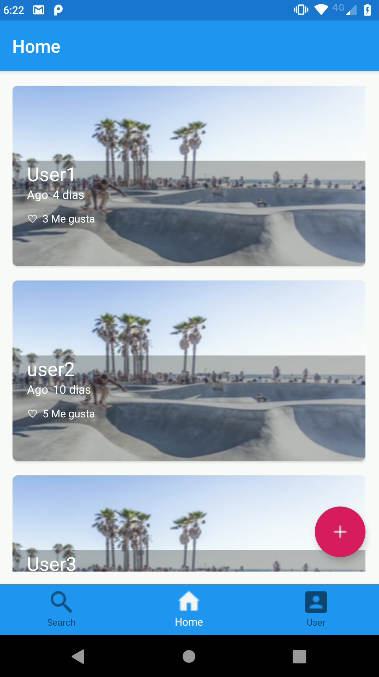 6:22
4G
Home
User1
Ago 4 dias
3 Me gusta
user2
Ago 10 dias
5 Me gusta
User3
Search
Home
User